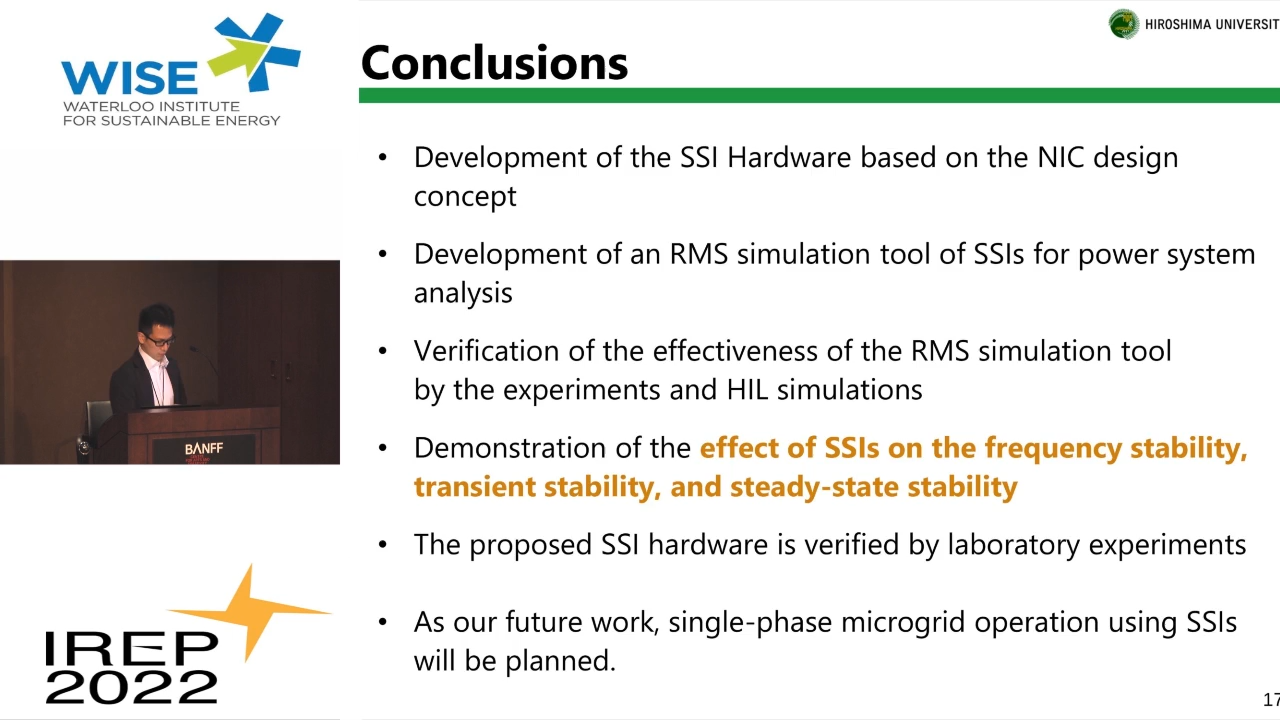 WISE
WATERLOO INSTITUTE
FOR SUSTAINABLE ENERGY
BANFF
IREP
2022
HIROSHIMA UNIVERSIT
Conclusions
• Development of the SSI Hardware based on the NIC design
concept
• Development of an RMS simulation tool of SSIs for power system
analysis
• Verification of the effectiveness of the RMS simulation tool
by the experiments and HIL simulations
• Demonstration of the effect of SSIs on the frequency stability,
transient stability, and steady-state stability
• The proposed SSI hardware is verified by laboratory experiments
• As our future work, single-phase microgrid operation using SSIs
will be planned.
17